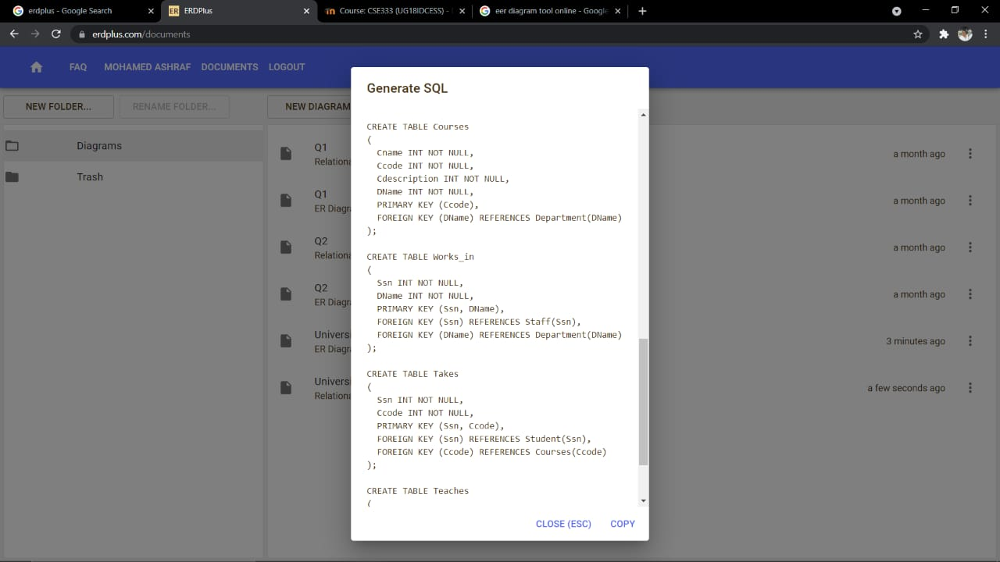 erdplus - Google Search
ERDPlus
Course: CSE333 (UG18IDCESS) -
eer diagram tool online - Google
erdplus.com/documents
FAQ
MOHAMED ASHRAF
DOCUMENTS
LOGOUT
NEW FOLDER...
RENAME FOLDER...
NEW DIAGRAM
Diagrams
Trash
Q1
Relationa
a month ago
Q1
ER Diagra
a month ago
Q2
Relationa
a month ago
Q2
ER Diagra
a month ago
Universi
ER Diagra
3 minutes ago
Universi
Relationa
a few seconds ago
Generate SQL
CREATE TABLE Courses
(
Cname INT NOT NULL,
Ccode INT NOT NULL,
Cdescription INT NOT NULL,
DName INT NOT NULL,
PRIMARY KEY (Ccode),
FOREIGN KEY (DName) REFERENCES Department(DName)
);
CREATE TABLE Works_in
(
Ssn INT NOT NULL,
DName INT NOT NULL,
PRIMARY KEY (Ssn, DName),
FOREIGN KEY (Ssn) REFERENCES Staff(Ssn),
FOREIGN KEY (DName) REFERENCES Department(DName)
);
CREATE TABLE Takes
(
Ssn INT NOT NULL,
Ccode INT NOT NULL,
PRIMARY KEY (Ssn, Ccode),
FOREIGN KEY (Ssn) REFERENCES Student(Ssn),
FOREIGN KEY (Ccode) REFERENCES Courses(Ccode)
);
CREATE TABLE Teaches
(
CLOSE (ESC)
COPY